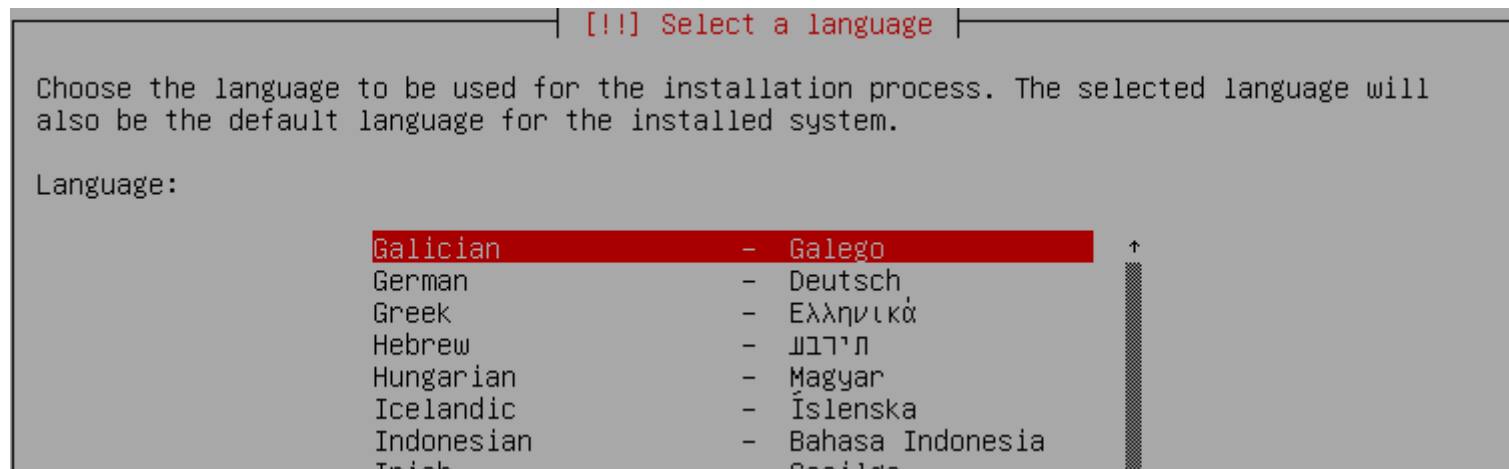 [!!] Select a language
Choose the language to be used for the installation process. The selected language will
also be the default language for the installed system.
Language:
Galician - Galego
German - Deutsch
Greek - Ελληνικά
Hebrew - עברית
Hungarian - Magyar
Icelandic - Íslenska
Indonesian - Bahasa Indonesia